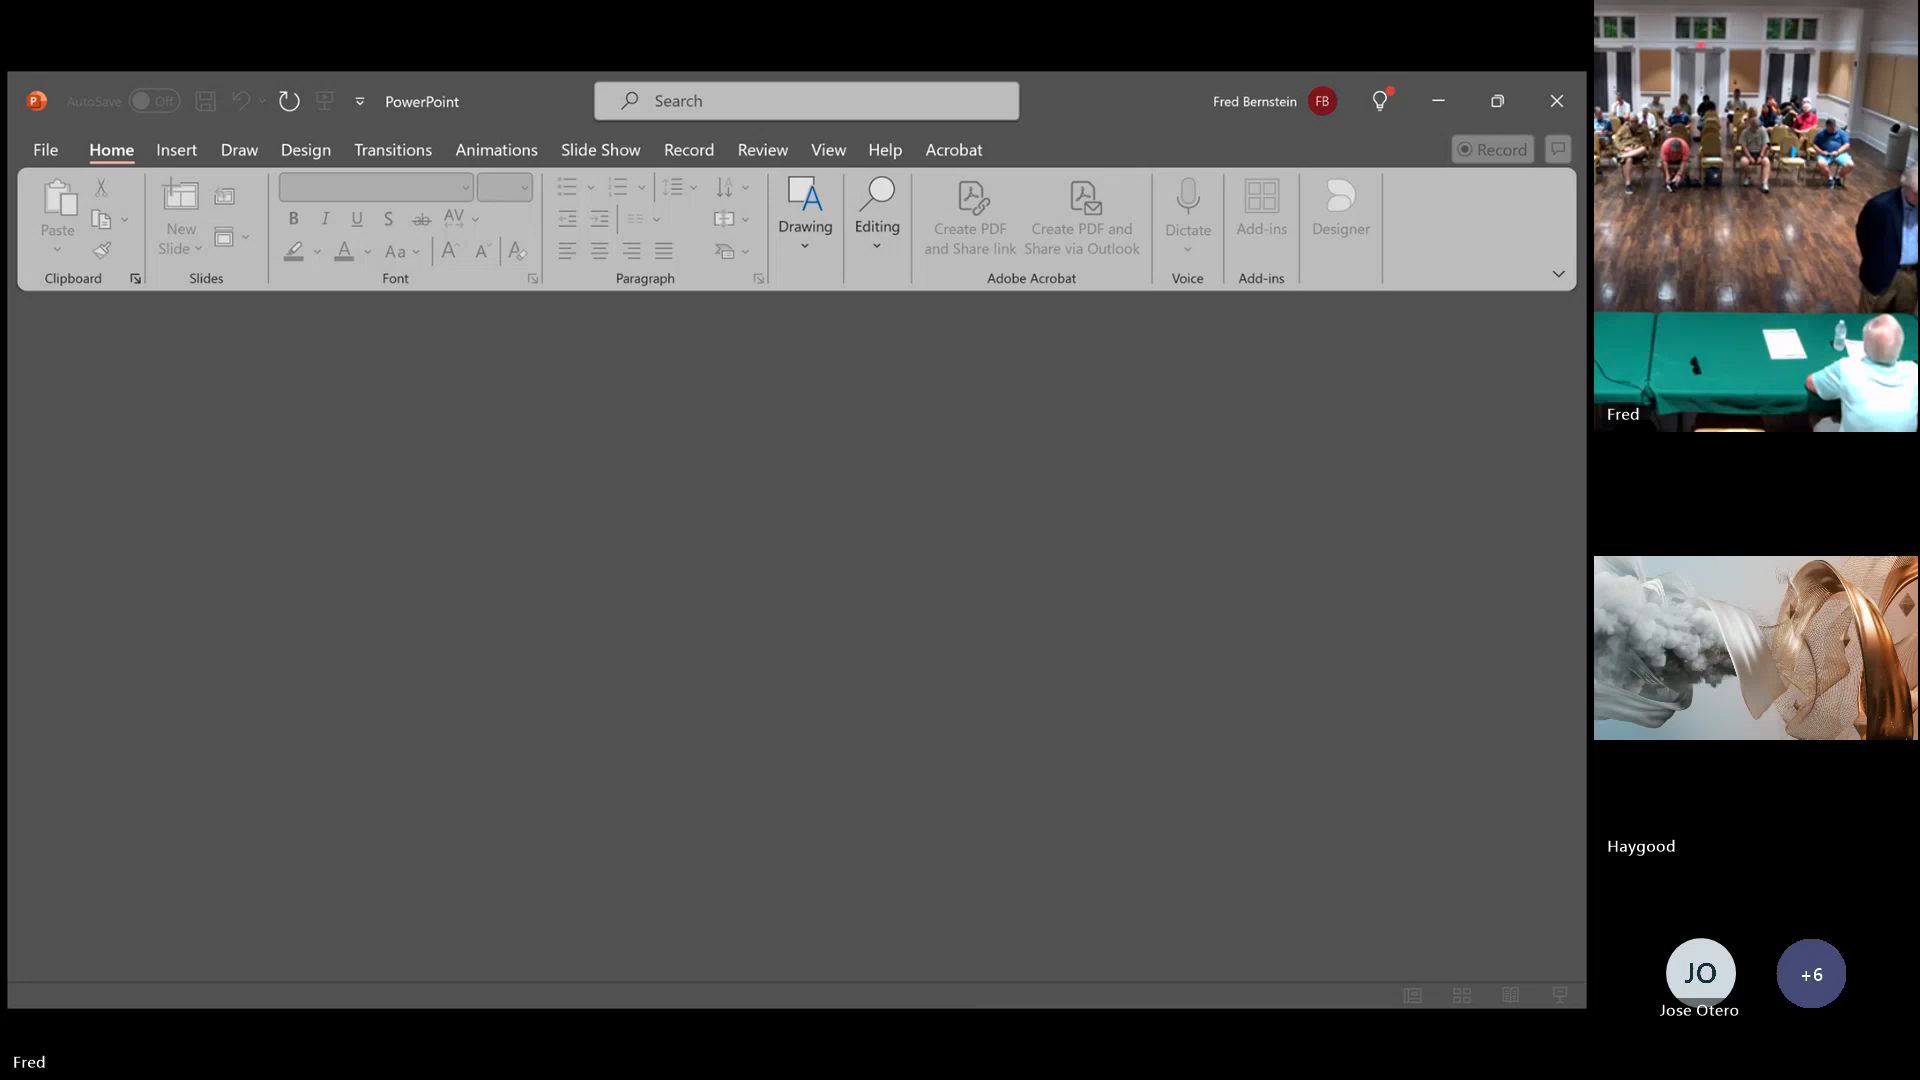 AutoSave Off PowerPoint Search Fred Bernstein FB
File Home Insert Draw Design Transitions Animations Slide Show Record Review View Help Acrobat Record
Paste
New
Slide
B I U S ab AV
A Aa A A A
Drawing
Editing
Create PDF
and Share link
Create PDF and
Share via Outlook
Dictate
Add-ins
Designer
Clipboard Slides Font Paragraph Adobe Acrobat Voice Add-ins
Fred
Haygood
JO
Jose Otero
+6
Fred